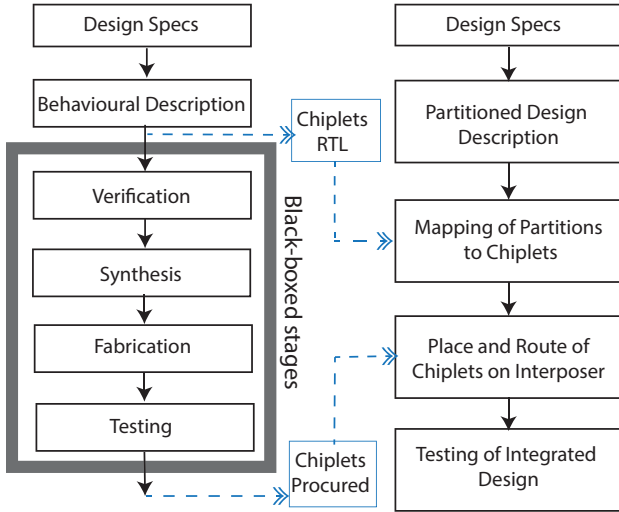 Design Specs
Behavioural Description
Verification
Synthesis
Fabrication
Testing
Black-boxed stages
Chiplets
RTL
Chiplets
Procured
Design Specs
Partitioned Design
Description
Mapping of Partitions
to Chiplets
Place and Route of
Chiplets on Interposer
Testing of Integrated
Design